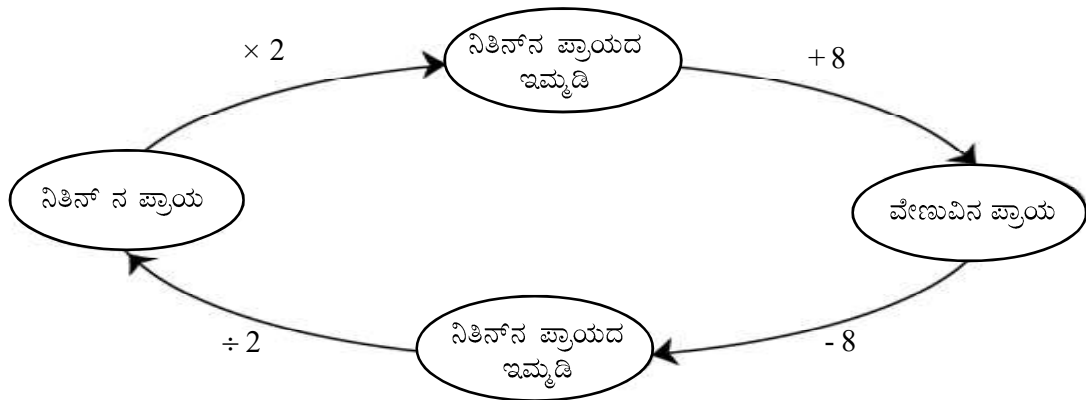 × 2
ನಿತಿನ್‌ನ ಪ್ರಾಯದ
ಇಮ್ಮಡಿ
+ 8
ನಿತಿನ್ ನ ಪ್ರಾಯ
ವೇಣುವಿನ ಪ್ರಾಯ
÷ 2
ನಿತಿನ್‌ನ ಪ್ರಾಯದ
ಇಮ್ಮಡಿ
- 8